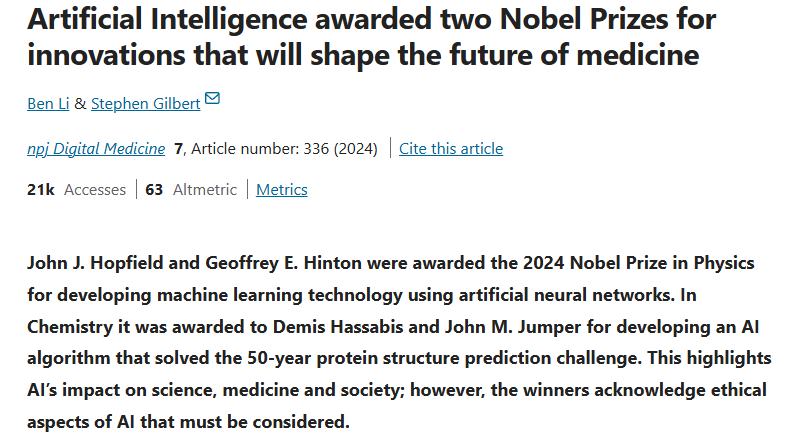 Artificial Intelligence awarded two Nobel Prizes for
innovations that will shape the future of medicine
Ben Li & Stephen Gilbert
npj Digital Medicine 7, Article number: 336 (2024) Cite this article
21k Accesses 63 Altmetric Metrics
John J. Hopfield and Geoffrey E. Hinton were awarded the 2024 Nobel Prize in Physics
for developing machine learning technology using artificial neural networks. In
Chemistry it was awarded to Demis Hassabis and John M. Jumper for developing an AI
algorithm that solved the 50-year protein structure prediction challenge. This highlights
AI’s impact on science, medicine and society; however, the winners acknowledge ethical
aspects of AI that must be considered.